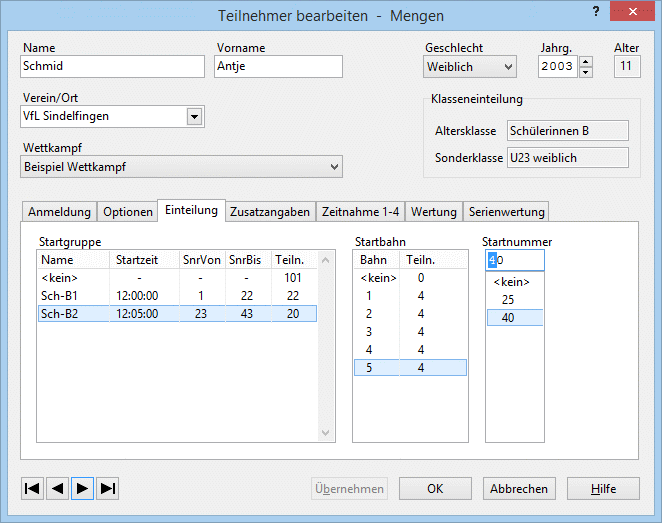 Teilnehmer bearbeiten - Mengen
Name Vorname Geschlecht Jahrg. Alter
Schmid Antje Weiblich 2003 11
Verein/Ort Klasseneinteilung
VfL Sindelfingen Altersklasse Schülerinnen B
Wettkampf Sonderklasse U23 weiblich
Beispiel Wettkampf
Anmeldung Optionen Einteilung Zusatzangaben Zeitnahme 1-4 Wertung Serienwertung
Startgruppe Startbahn Startnummer
Name Startzeit SnrVon SnrBis Teiln. Bahn Teiln. 40
<kein> - - - 101 <kein> 0 <kein>
Sch-B1 12:00:00 1 22 22 1 4 25
Sch-B2 12:05:00 23 43 20 2 4 40
3 4
4 4
5 4
Übernehmen OK Abbrechen Hilfe